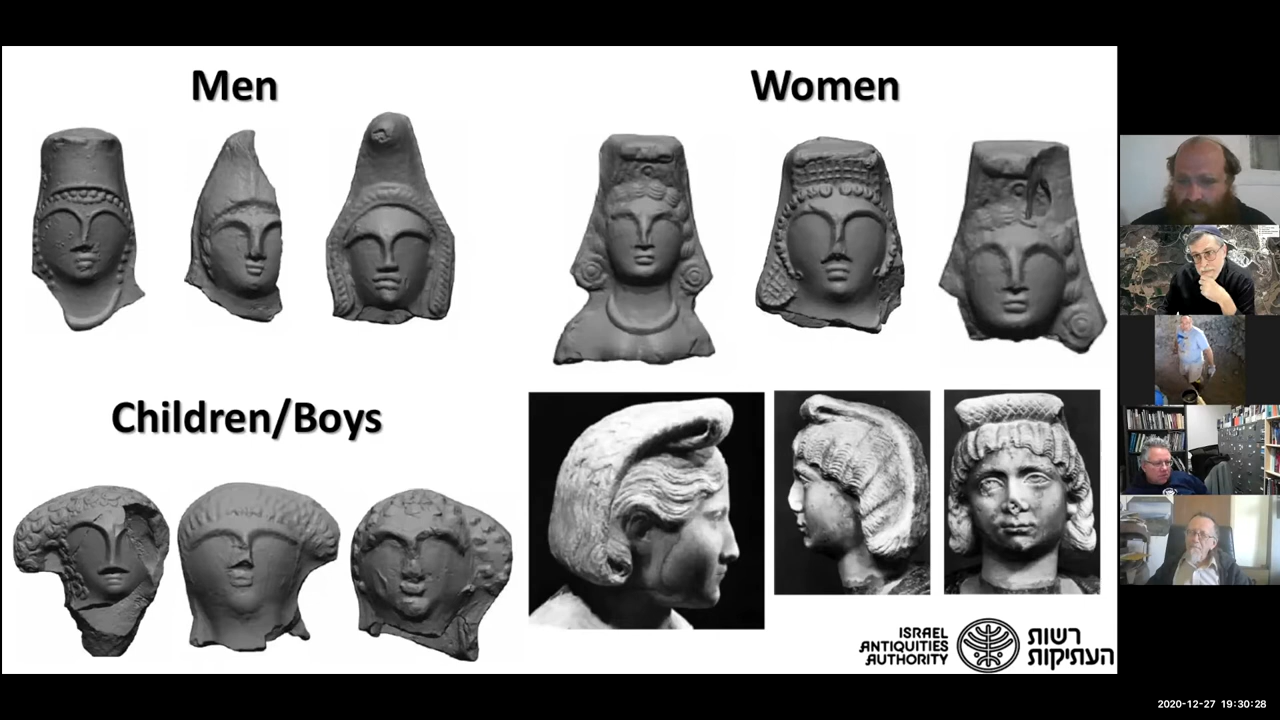 Men
Women
Children/Boys
ISRAEL
ANTIQUITIES
AUTHORITY
רשות
העתיקות
2020-12-27 19:30:28